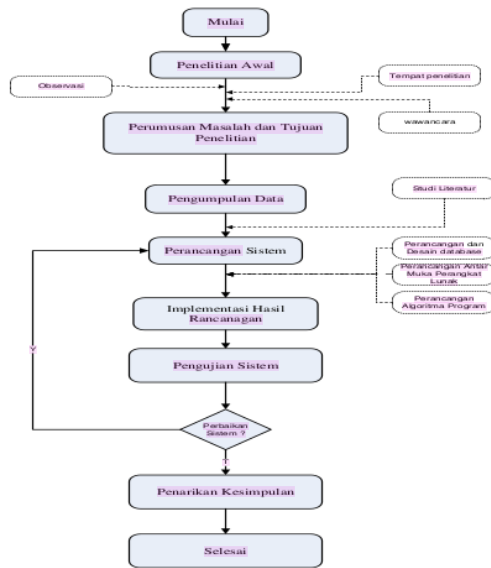 Mulai
Penelitian Awal
Observasi
Tempat penelitian
wawancara
Perumusan Masalah dan Tujuan
Penelitian
Pengumpulan Data
Studi Literatur
Perancangan Sistem
Perancangan dan
Desain database
Perancangan Antar
Muka Perangkat
Lunak
Perancangan
Algoritma Program
Implementasi Hasil
Rancanagan
Pengujian Sistem
Perbaikan
Sistem ?
Y
T
Penarikan Kesimpulan
Selesai